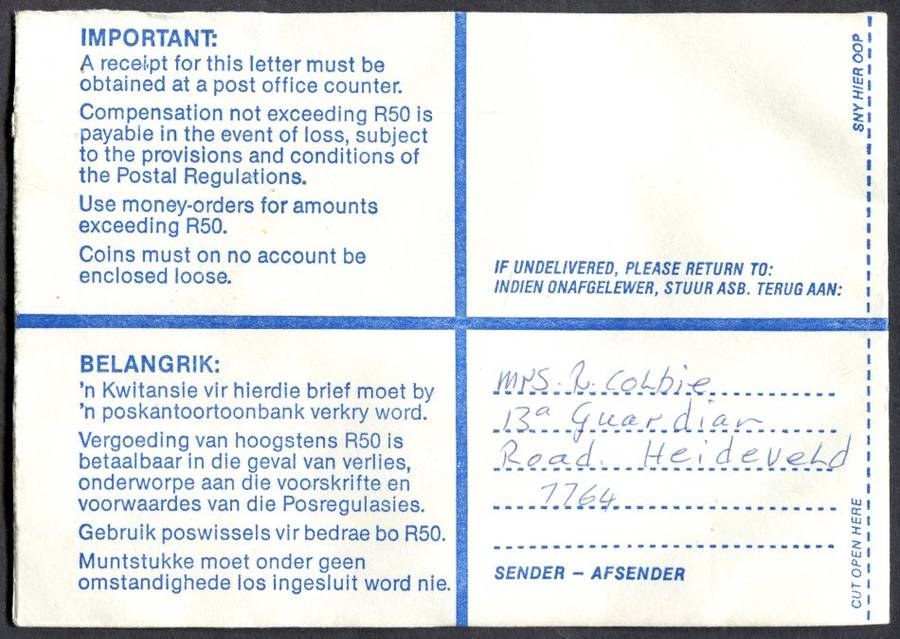 IMPORTANT:
A receipt for this letter must be
obtained at a post office counter.
Compensation not exceeding R50 is
payable in the event of loss, subject
to the provisions and conditions of
the Postal Regulations.
Use money-orders for amounts
exceeding R50.
Coins must on no account be
enclosed loose.
BELANGRIK:
'n Kwitansie vir hierdie brief moet by
'n poskantoortoonbank verkry word.
Vergoeding van hoogstens R50 is
betaalbaar in die geval van verlies,
onderworpe aan die voorskrifte en
voorwaardes van die Posregulasies.
Gebruik poswissels vir bedrae bo R50.
Muntstukke moet onder geen
omstandighede los ingesluit word nie.
IF UNDELIVERED, PLEASE RETURN TO:
INDIEN ONAFGELEWER, STUUR ASB. TERUG AAN:
Mrs. R. Colbie
13a Guardian
Road. Heideveld
7764
SENDER – AFSENDER
SNY HIER OOP
CUT OPEN HERE